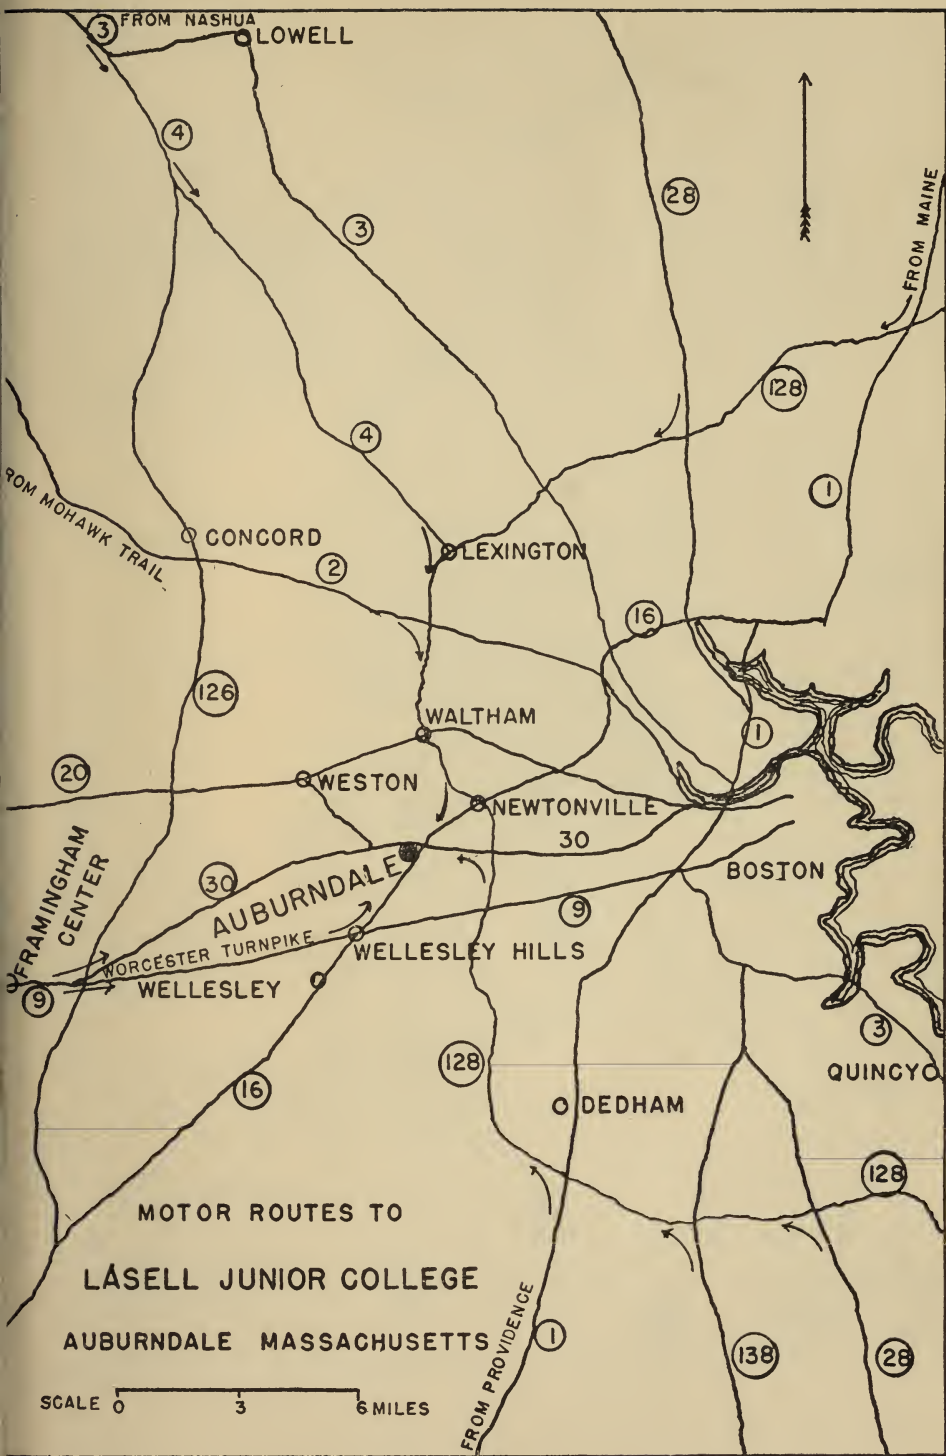 3 FROM NASHUA
LOWELL
4
3
28
FROM MAINE
128
4
1
ROM MOHAWK TRAIL
CONCORD
LEXINGTON
2
16
126
WALTHAM
1
20
WESTON
NEWTONVILLE
30
FRAMINGHAM
CENTER
30
AUBURNDALE
BOSTON
9
WORCESTER TURNPIKE
WELLESLEY HILLS
9
WELLESLEY
3
QUINCY
128
16
DEDHAM
128
MOTOR ROUTES TO
LASELL JUNIOR COLLEGE
AUBURNDALE MASSACHUSETTS
FROM PROVIDENCE
1
138
28
SCALE 0 3 6 MILES